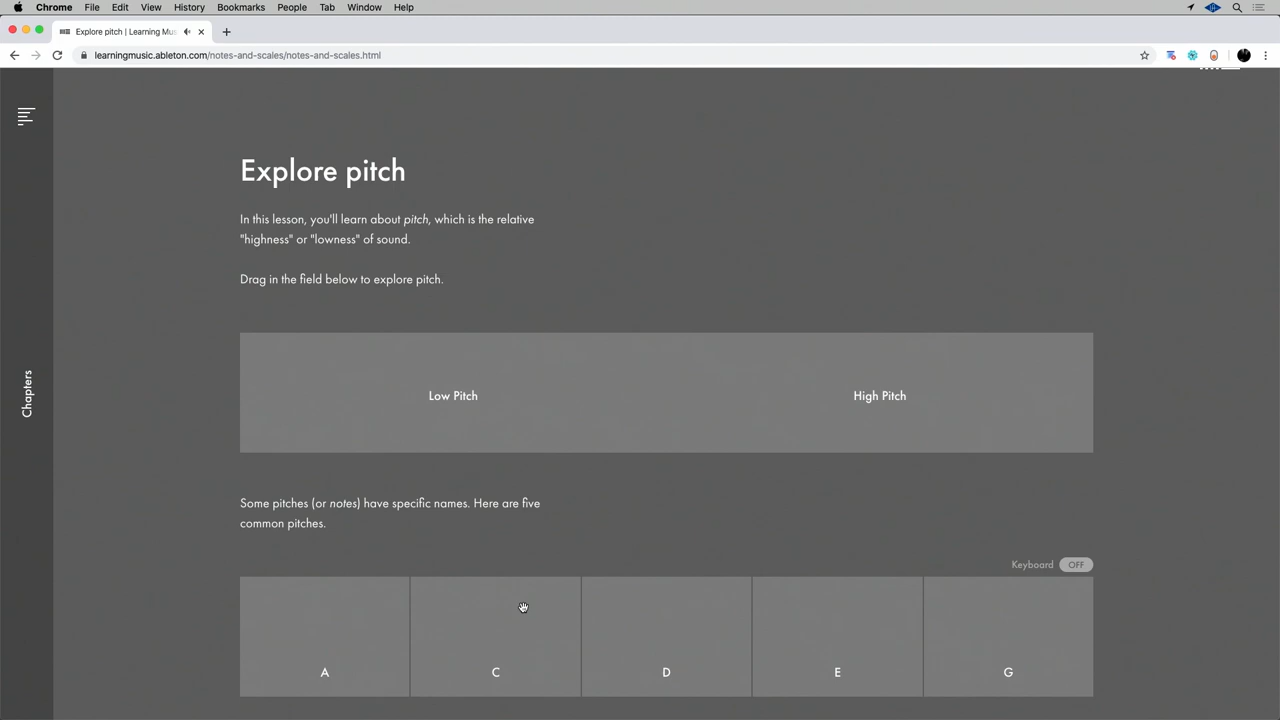 Chrome File Edit View History Bookmarks People Tab Window Help
Explore pitch | Learning Mus
learningmusic.ableton.com/notes-and-scales/notes-and-scales.html
Chapters
Explore pitch
In this lesson, you'll learn about pitch, which is the relative
"highness" or "lowness" of sound.
Drag in the field below to explore pitch.
Low Pitch High Pitch
Some pitches (or notes) have specific names. Here are five
common pitches.
Keyboard OFF
A C D E G